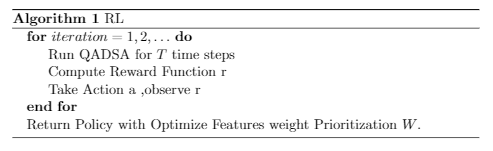 Algorithm 1 RL
for iteration = 1, 2, . . . do
Run QADSA for T time steps
Compute Reward Function r
Take Action a ,observe r
end for
Return Policy with Optimize Features weight Prioritization W.